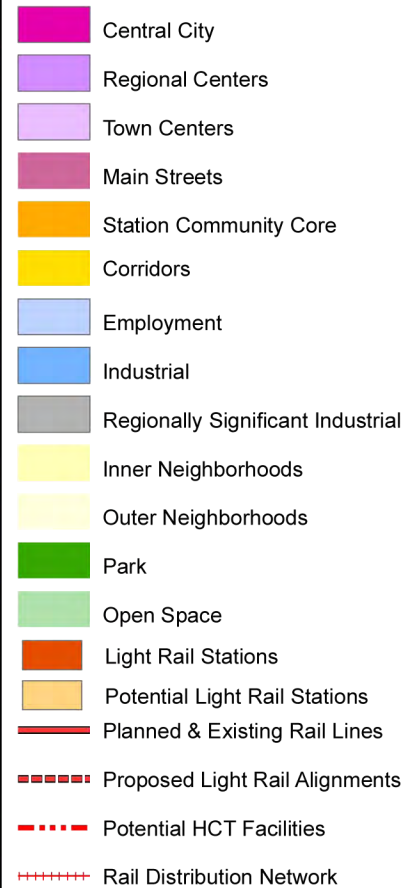 Central City
Regional Centers
Town Centers
Main Streets
Station Community Core
Corridors
Employment
Industrial
Regionally Significant Industrial
Inner Neighborhoods
Outer Neighborhoods
Park
Open Space
Light Rail Stations
Potential Light Rail Stations
Planned & Existing Rail Lines
Proposed Light Rail Alignments
Potential HCT Facilities
Rail Distribution Network